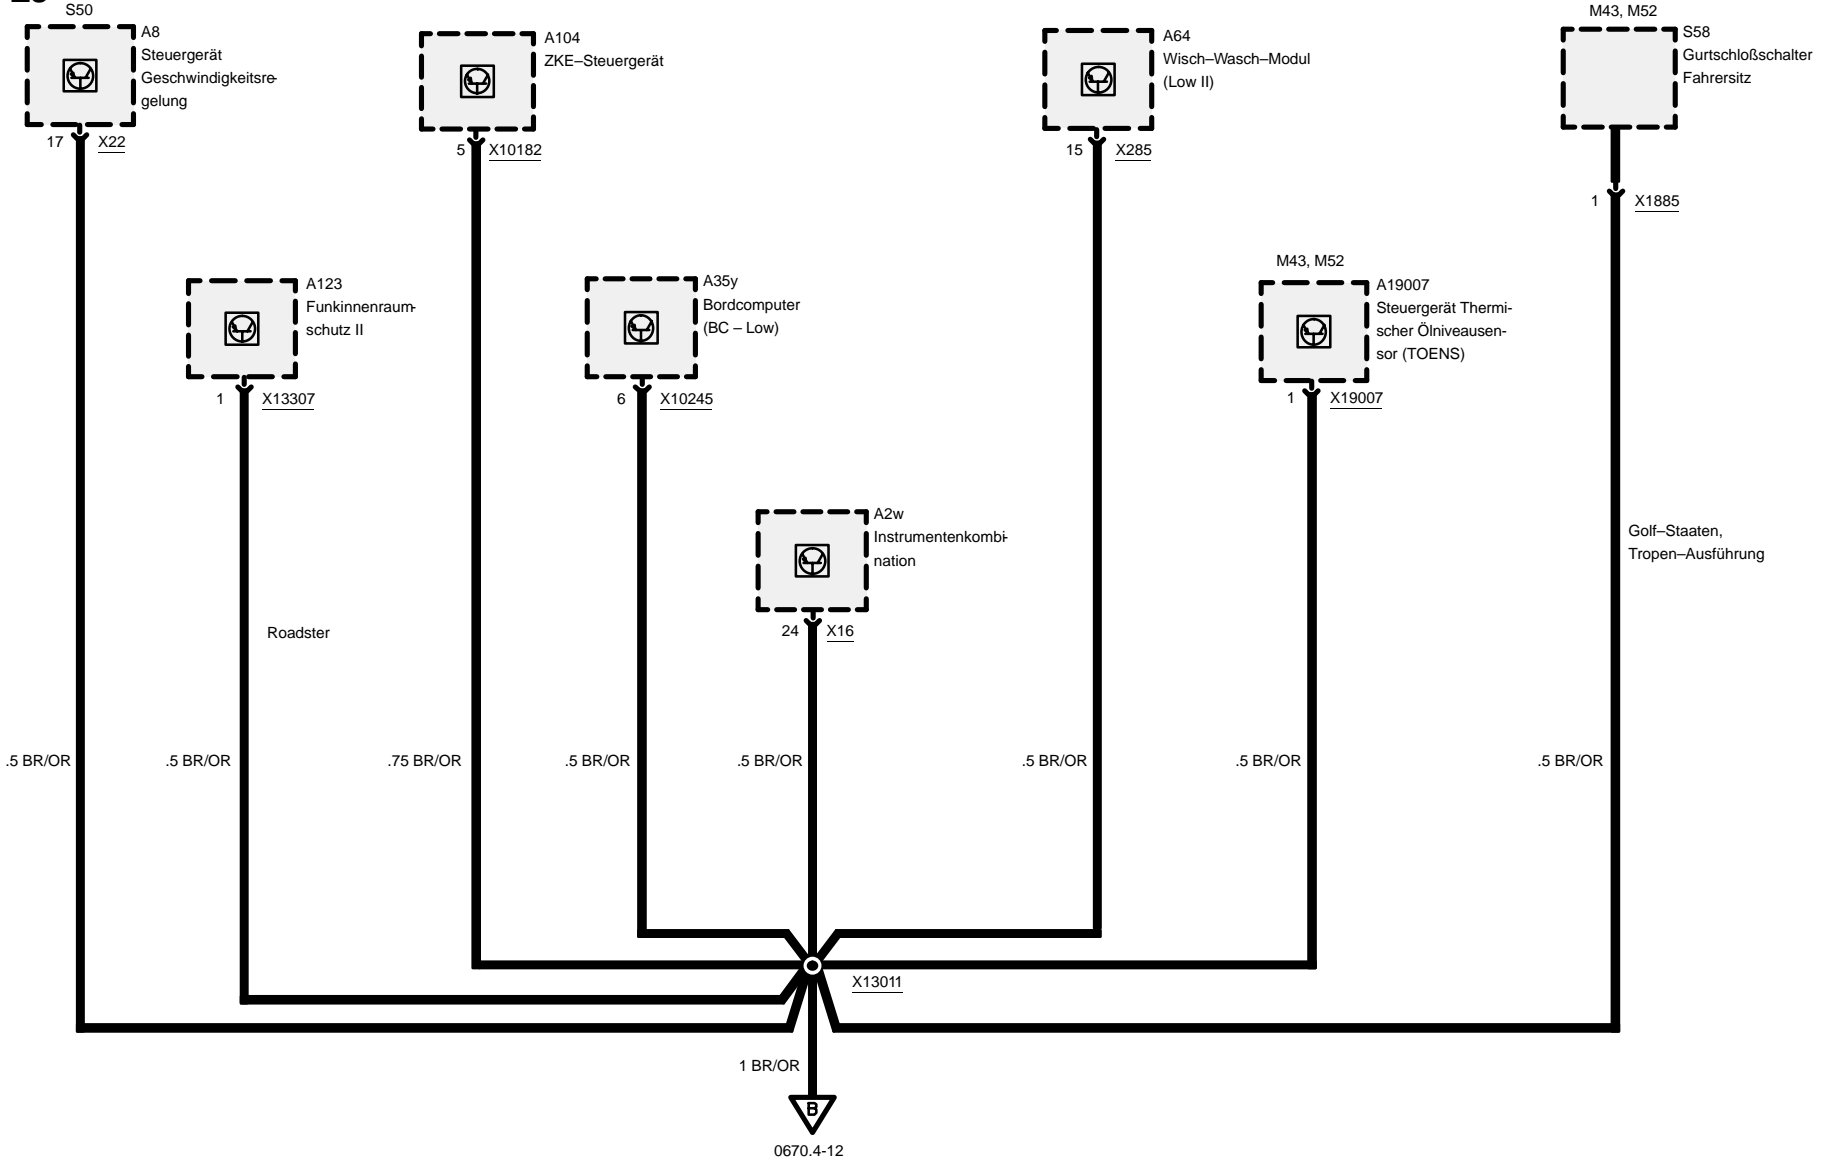 S50
A8
Steuergerät
Geschwindigkeitsre-
gelung
17
X22
A104
ZKE–Steuergerät
5
X10182
A64
Wisch–Wasch–Modul
(Low II)
15
X285
M43, M52
S58
Gurtschloßschalter
Fahrersitz
1
X1885
A123
Funkinnenraum-
schutz II
1
X13307
A35y
Bordcomputer
(BC – Low)
6
X10245
M43, M52
A19007
Steuergerät Thermi-
scher Ölniveausen-
sor (TOENS)
1
X19007
A2w
Instrumentenkombi-
nation
24
X16
Golf–Staaten,
Tropen–Ausführung
Roadster
.5 BR/OR
.5 BR/OR
.75 BR/OR
.5 BR/OR
.5 BR/OR
.5 BR/OR
.5 BR/OR
.5 BR/OR
X13011
1 BR/OR
B
0670.4-12